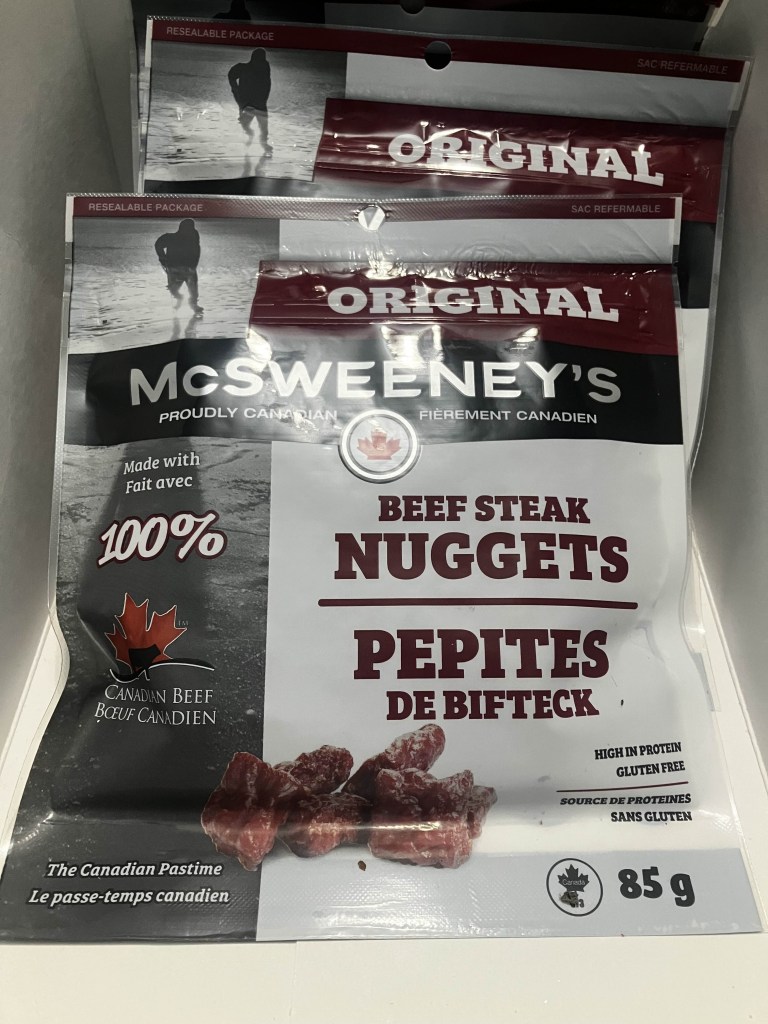 RESEALABLE PACKAGE
SAC REFERMABLE
ORIGINAL
RESEALABLE PACKAGE
SAC REFERMABLE
ORIGINAL
McSWEENEY'S
PROUDLY CANADIAN
FIÈREMENT CANADIEN
Made with
Fait avec
100%
TM
CANADIAN BEEF
BŒUF CANADIEN
BEEF STEAK
NUGGETS
PEPITES
DE BIFTECK
HIGH IN PROTEIN
GLUTEN FREE
SOURCE DE PROTEINES
SANS GLUTEN
The Canadian Pastime
Le passe-temps canadien
Canada
85 g